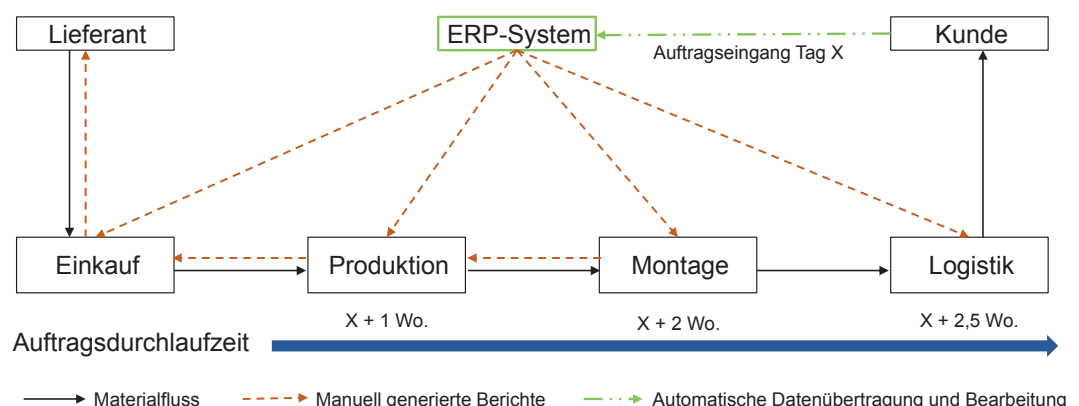 Lieferant
ERP-System
Kunde
Auftragseingang Tag X
Einkauf
Produktion
Montage
Logistik
X + 1 Wo.
X + 2 Wo.
X + 2,5 Wo.
Auftragsdurchlaufzeit
Materialfluss
Manuell generierte Berichte
Automatische Datenübertragung und Bearbeitung